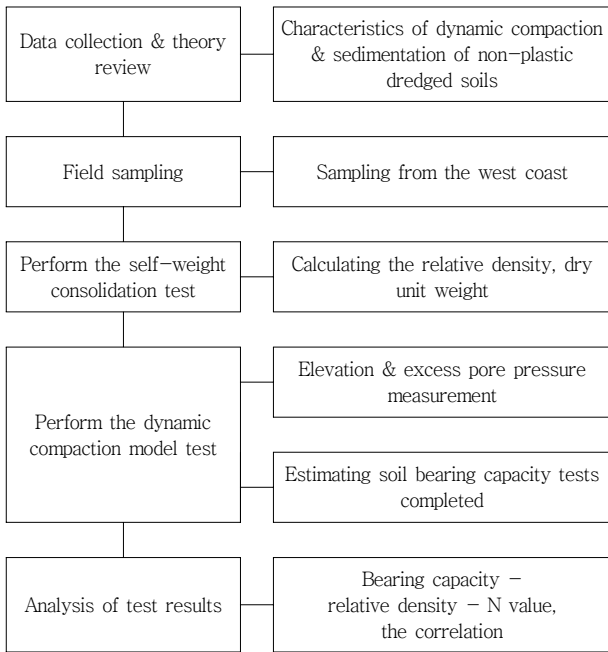 Data collection & theory
review
Characteristics of dynamic compaction
& sedimentation of non-plastic
dredged soils
Field sampling
Sampling from the west coast
Perform the self-weight
consolidation test
Calculating the relative density, dry
unit weight
Perform the dynamic
compaction model test
Elevation & excess pore pressure
measurement
Estimating soil bearing capacity tests
completed
Analysis of test results
Bearing capacity -
relative density - N value,
the correlation